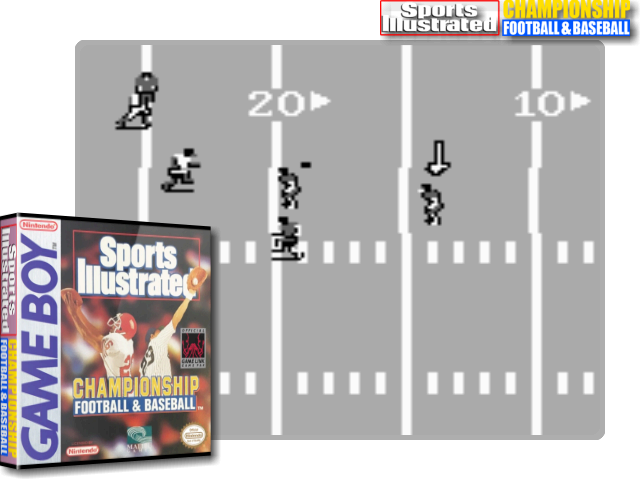 Sports
Illustrated
CHAMPIONSHIP
FOOTBALL & BASEBALL
20
10
Nintendo
GAME BOY
TM
Sports
Illustrated
CHAMPIONSHIP
FOOTBALL & BASEBALL
Sports
Illustrated
CHAMPIONSHIP
FOOTBALL & BASEBALL
Nintendo